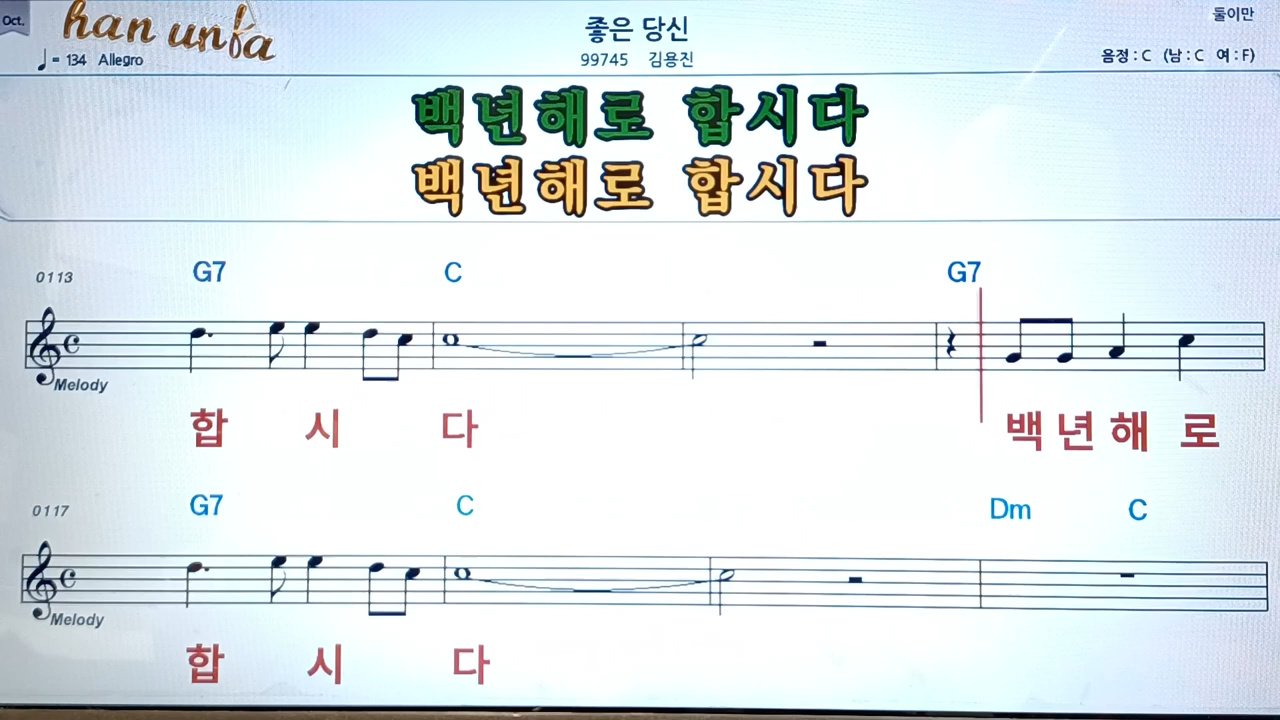 Oct.
han unfa
둘이만
좋은 당신
= 134 Allegro
99745 김용진
음정 : C (남 : C 여 : F)
백년해로 합시다
백년해로 합시다
0113 G7 C G7
Melody
합 시 다 백 년 해 로
0117 G7 C Dm C
Melody
합 시 다